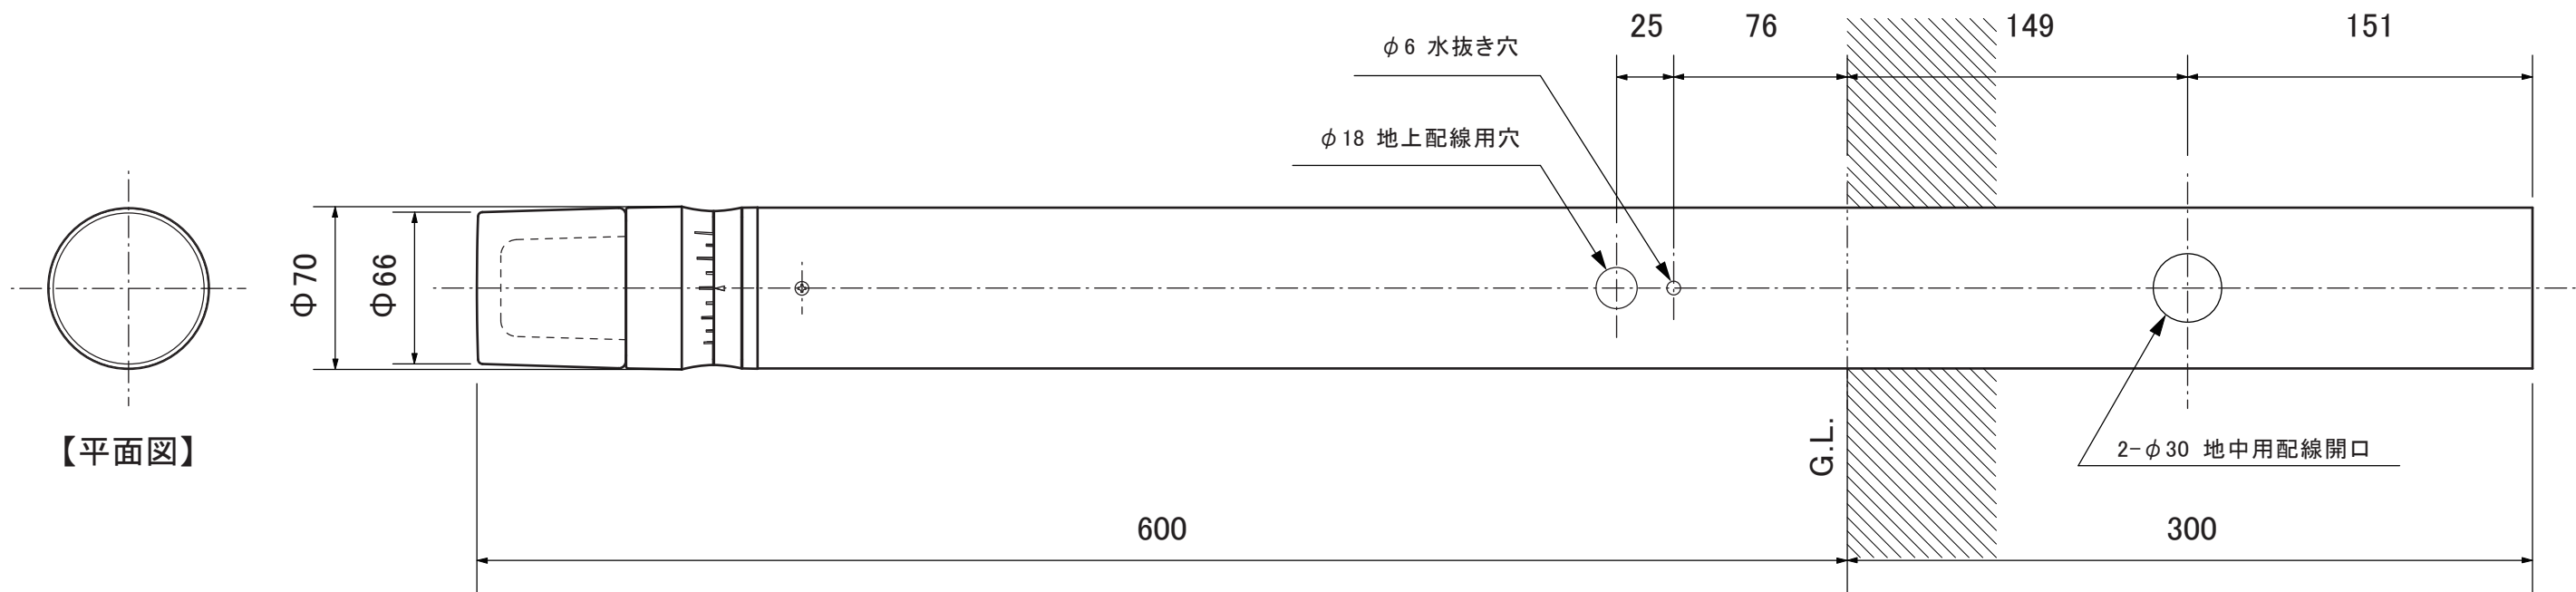 25
76
149
151
φ6 水抜き穴
φ18 地上配線用穴
Φ70
Φ66
【平面図】
G.L.
2-φ30 地中用配線開口
600
300